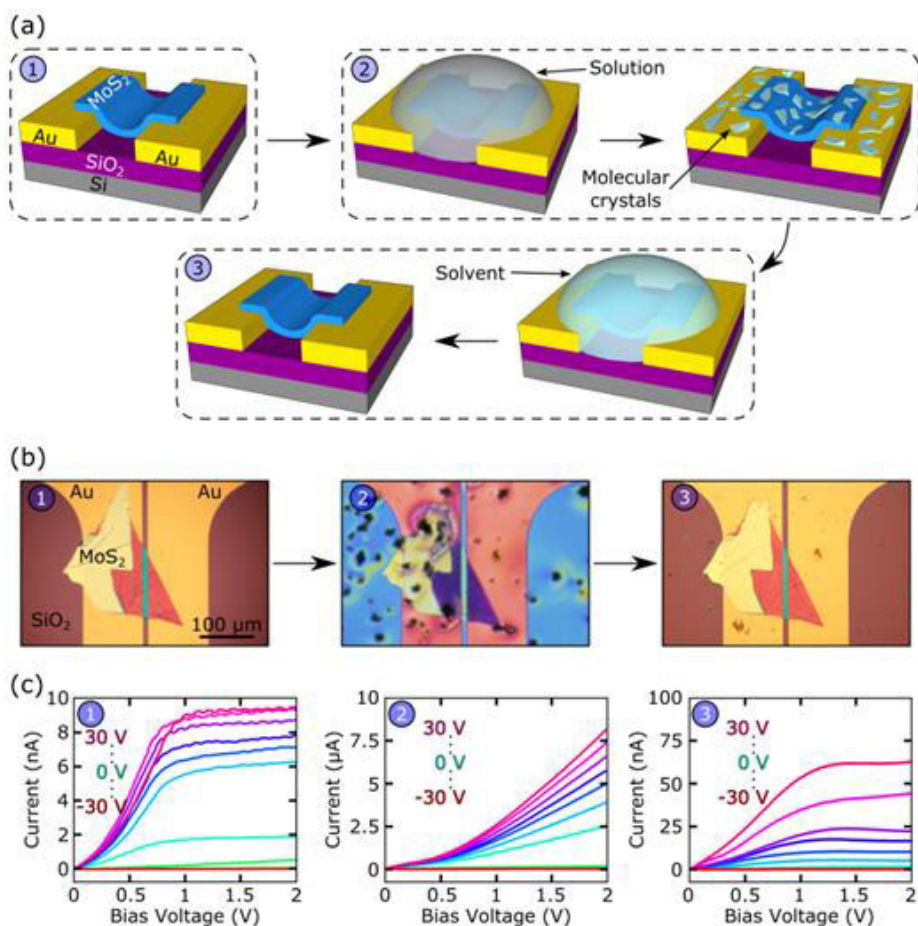 (a)
1
MoS2
Au
Au
SiO2
Si
2
Solution
Molecular
crystals
3
Solvent
(b)
1
Au
Au
MoS2
SiO2
100 μm
2
3
(c)
1
30 V
0 V
-30 V
Current (nA)
10
8
6
4
2
0
0 0.5 1 1.5 2
Bias Voltage (V)
2
30 V
0 V
-30 V
Current (μA)
7.5
5
2.5
0
0 0.5 1 1.5 2
Bias Voltage (V)
3
30 V
0 V
-30 V
Current (nA)
100
75
50
2.5
0
0 0.5 1 1.5 2
Bias Voltage (V)